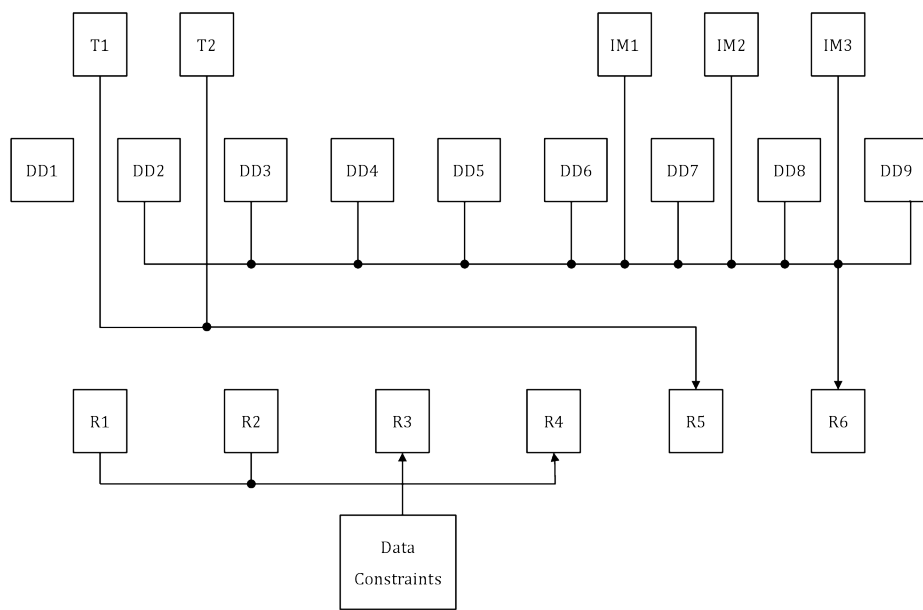 T1
T2
IM1
IM2
IM3
DD1
DD2
DD3
DD4
DD5
DD6
DD7
DD8
DD9
R1
R2
R3
R4
R5
R6
Data
Constraints